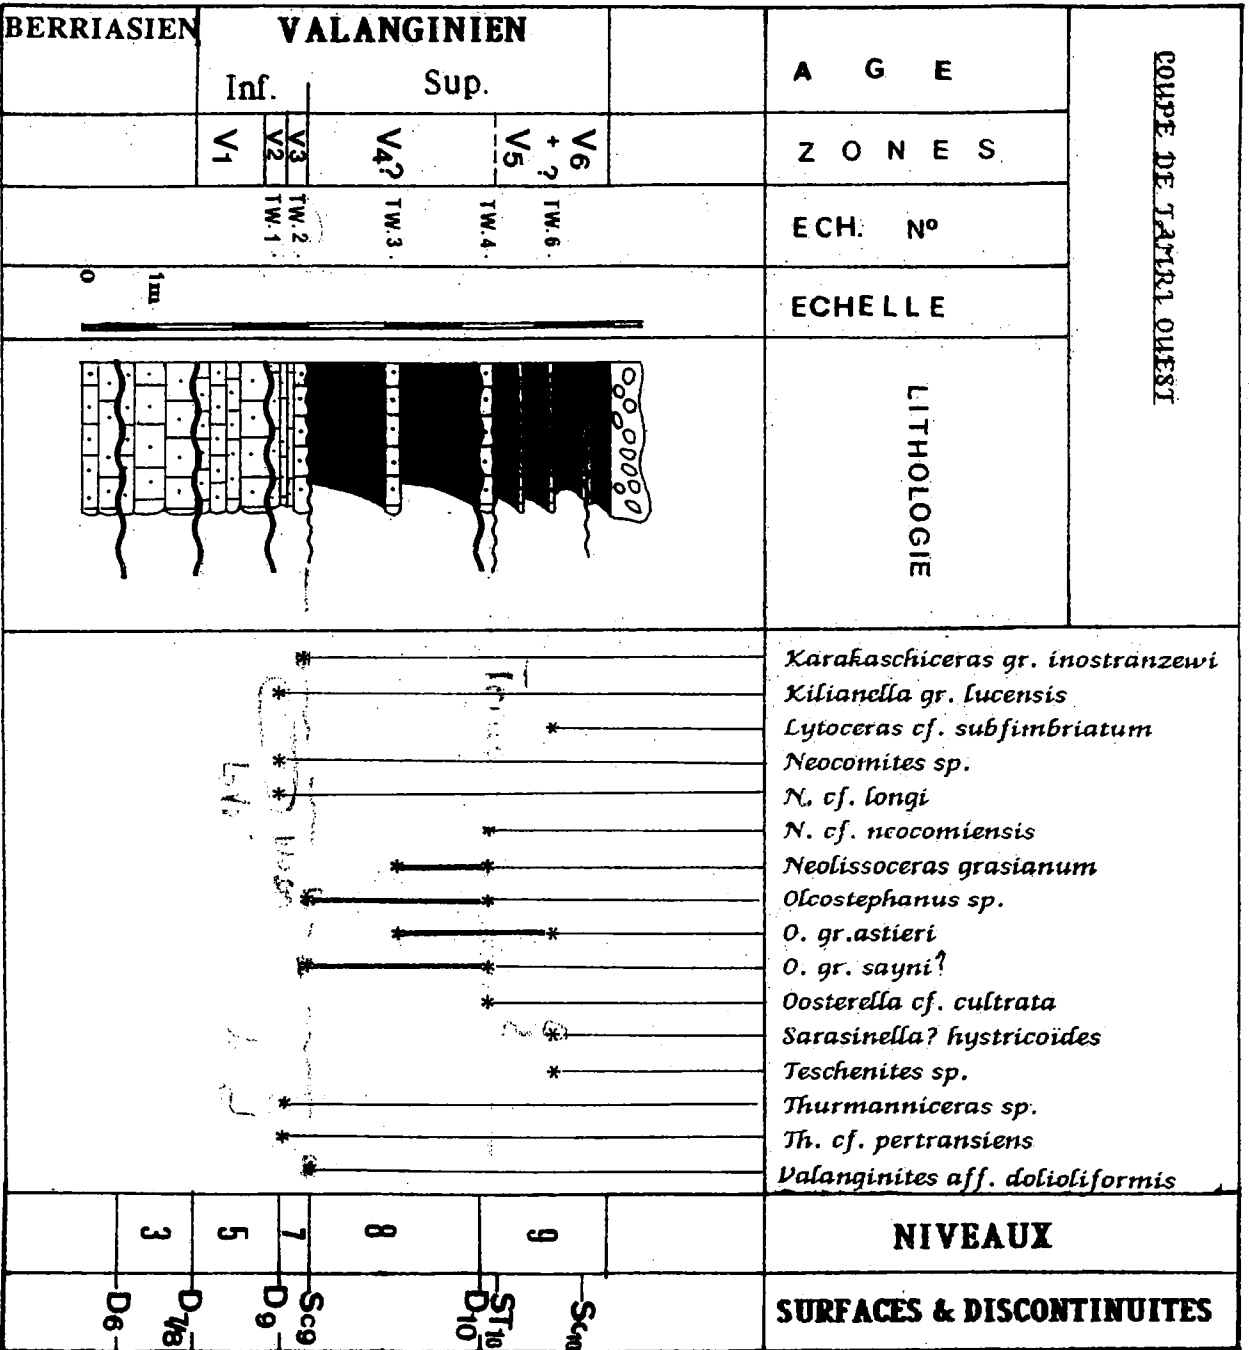 BERRIASIEN
VALANGINIEN
Inf.
Sup.
A G E
COUPE DE TAMRI OUEST
V1
V2
V3
V4?
V5
+ ?
V6
Z O N E S
TW.1
TW.2
TW.3
TW.4
TW.6
ECH. Nº
0
1m
ECHELLE
LITHOLOGIE
Karakaschiceras gr. inostranzewi
Kilianella gr. lucensis
Lytoceras cf. subfimbriatum
Neocomites sp.
N. cf. longi
N. cf. neocomiensis
Neolissoceras grasianum
Olcostephanus sp.
O. gr.astieri
O. gr. sayni?
Oosterella cf. cultrata
Sarasinella? hystricoïdes
Teschenites sp.
Thurmanniceras sp.
Th. cf. pertransiens
Valanginites aff. dolioliformis
3
5
7
8
9
NIVEAUX
D6
D7/8
D9
Sc9
D10
ST10
Sc10
SURFACES & DISCONTINUITES